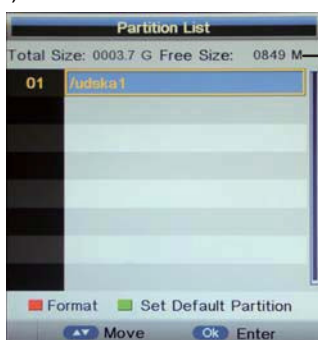 Partition List
Total Size: 0003.7 G Free Size: 0849 M
01 /udska1
Format Set Default Partition
Move Ok Enter